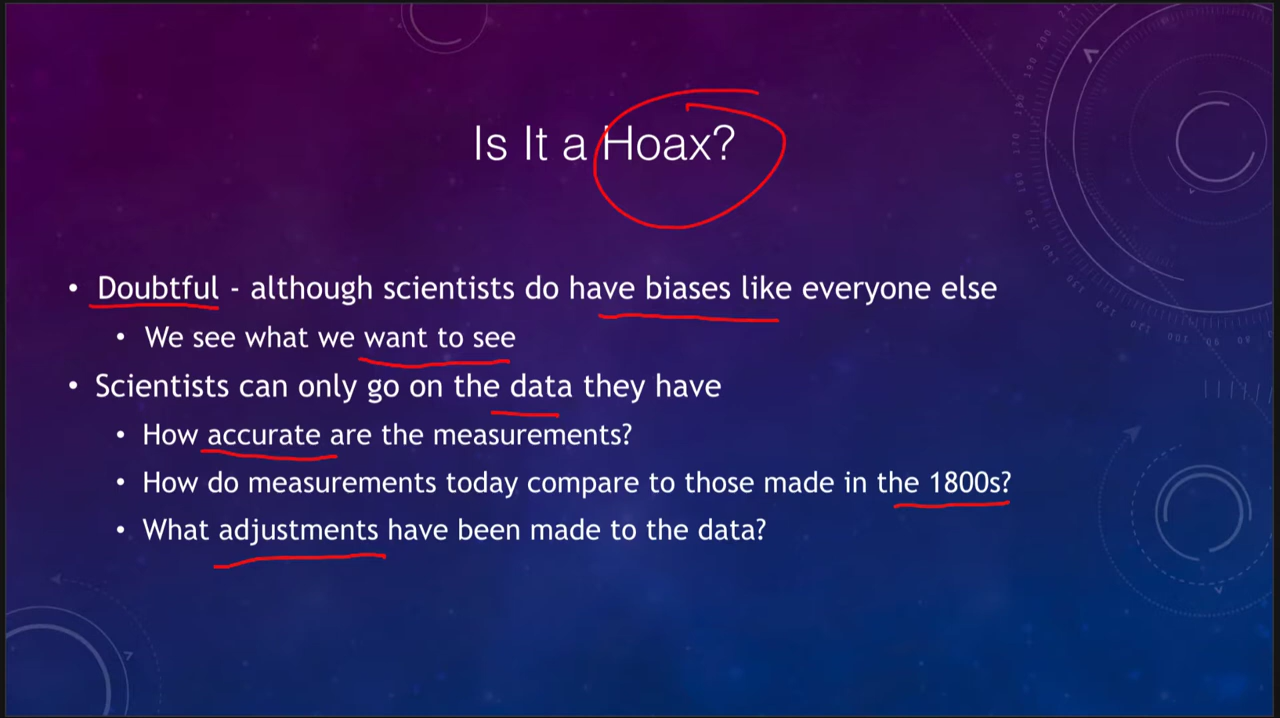 Is It a Hoax?
• Doubtful - although scientists do have biases like everyone else
• We see what we want to see
• Scientists can only go on the data they have
• How accurate are the measurements?
• How do measurements today compare to those made in the 1800s?
• What adjustments have been made to the data?